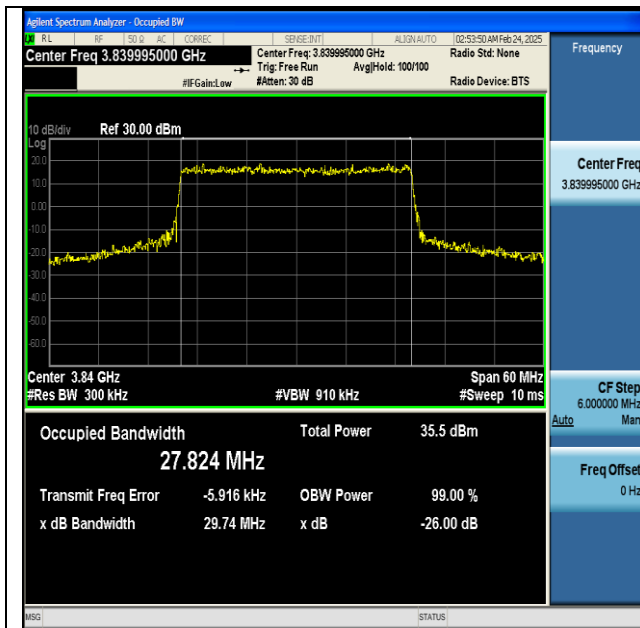 Agilent Spectrum Analyzer - Occupied BW
LXI RL RF 50 Ω AC CORREC SENSE:INT ALIGN AUTO 02:53:50 AM Feb 24, 2025
Center Freq 3.839995000 GHz
Center Freq: 3.839995000 GHz Radio Std: None
Trig: Free Run Avg|Hold: 100/100
#IFGain:Low #Atten: 30 dB Radio Device: BTS
10 dB/div Ref 30.00 dBm
Log
20.0
10.0
0.00
-10.0
-20.0
-30.0
-40.0
-50.0
-60.0
Center 3.84 GHz Span 60 MHz
#Res BW 300 kHz #VBW 910 kHz #Sweep 10 ms
Occupied Bandwidth Total Power 35.5 dBm
27.824 MHz
Transmit Freq Error -5.916 kHz OBW Power 99.00 %
x dB Bandwidth 29.74 MHz x dB -26.00 dB
MSG STATUS
Frequency
Center Freq
3.839995000 GHz
CF Step
6.000000 MHz
Auto Man
Freq Offset
0 Hz